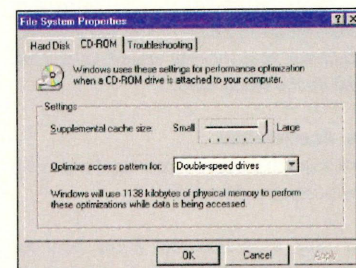 File System Properties
Hard Disk CD-ROM Troubleshooting
Windows uses these settings for performance optimization
when a CD-ROM drive is attached to your computer.
Settings
Supplemental cache size: Small Large
Optimize access pattern for: Double-speed drives
Windows will use 1138 kilobytes of physical memory to perform
these optimizations while data is being accessed.
OK Cancel Apply